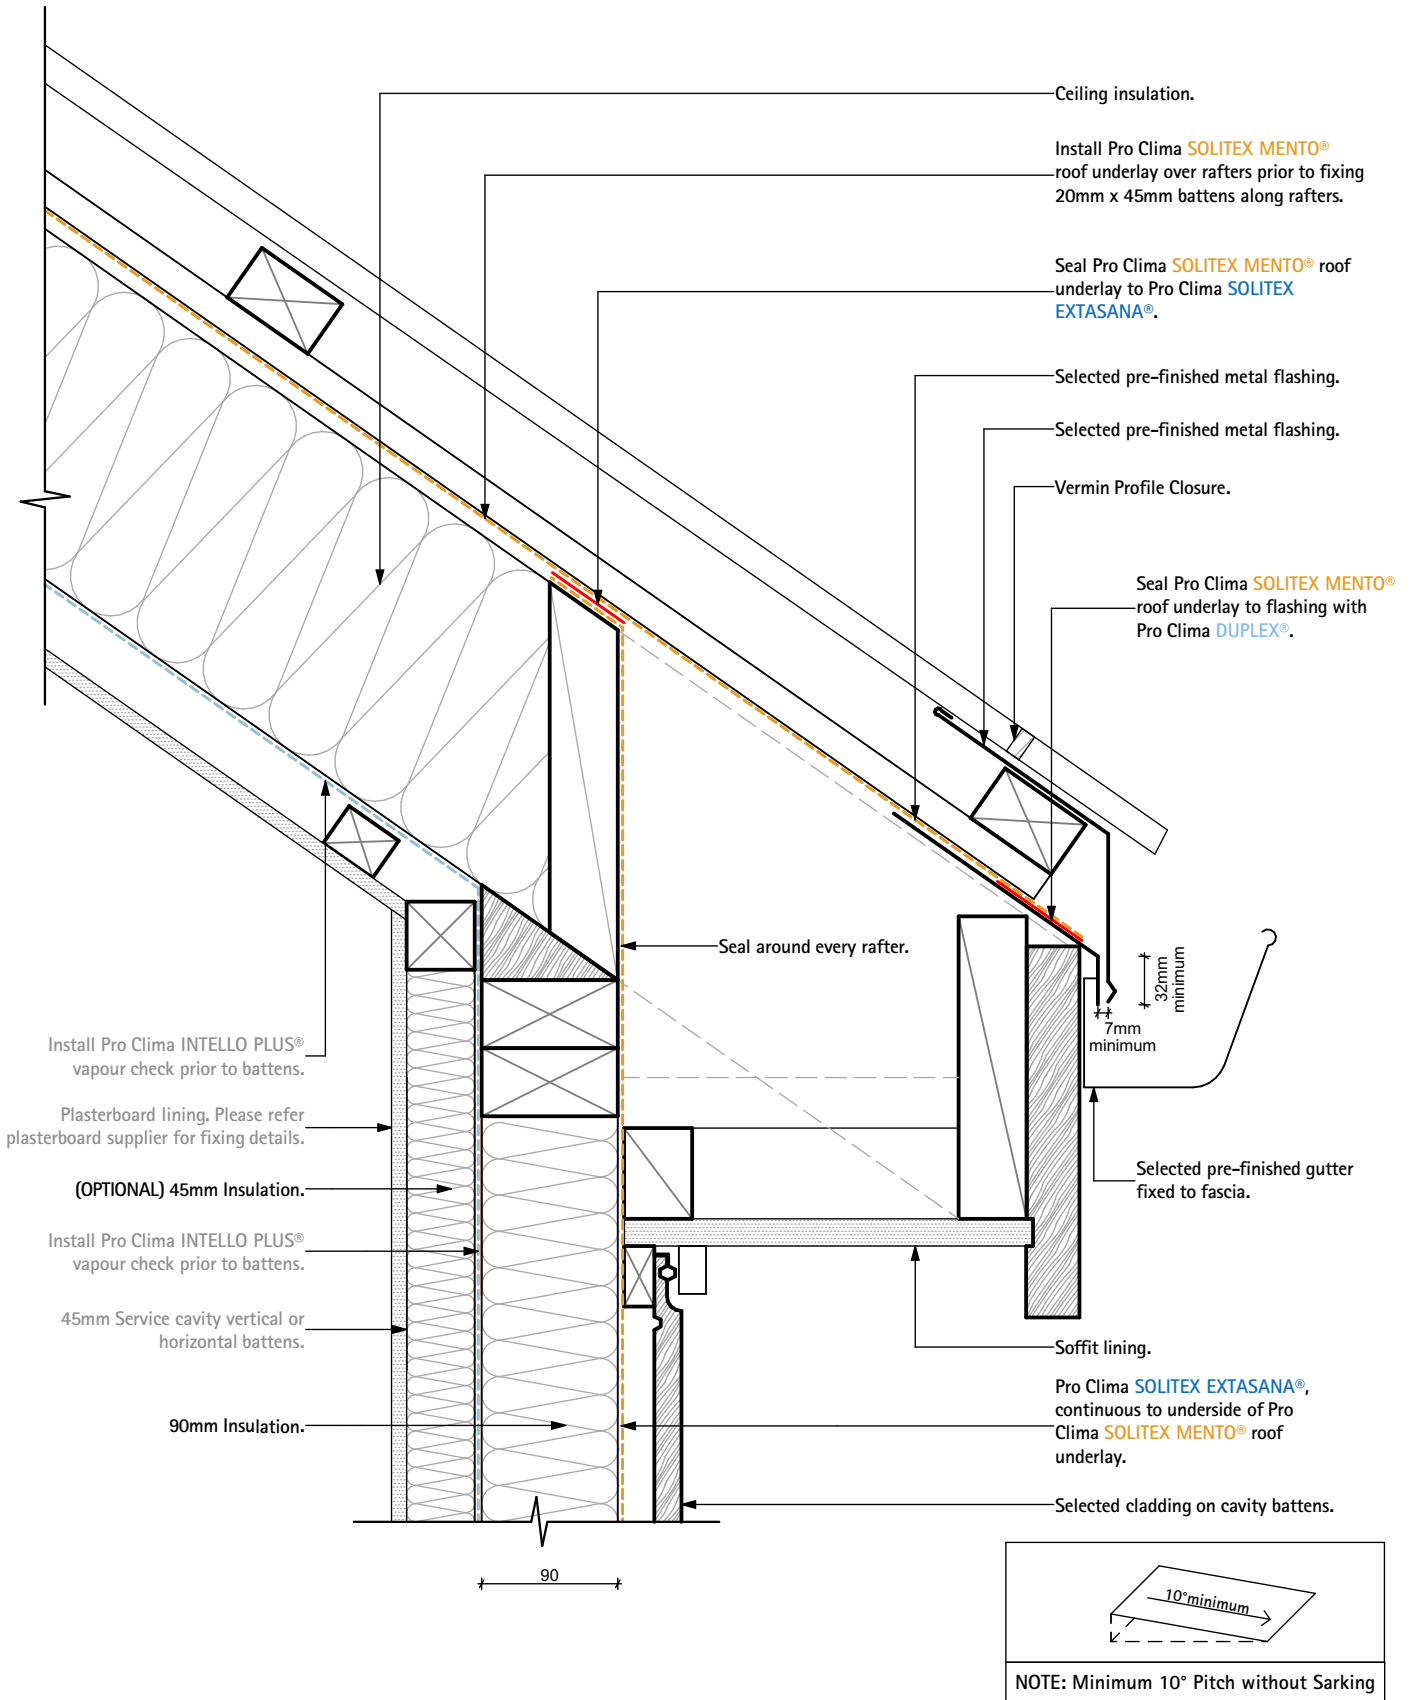 Ceiling insulation.
Install Pro Clima SOLITEX MENTO®
roof underlay over rafters prior to fixing
20mm x 45mm battens along rafters.
Seal Pro Clima SOLITEX MENTO® roof
underlay to Pro Clima SOLITEX
EXTASANA®.
Selected pre-finished metal flashing.
Selected pre-finished metal flashing.
Vermin Profile Closure.
Seal Pro Clima SOLITEX MENTO®
roof underlay to flashing with
Pro Clima DUPLEX®.
Seal around every rafter.
32mm
minimum
7mm
minimum
Install Pro Clima INTELLO PLUS®
vapour check prior to battens.
Plasterboard lining. Please refer
plasterboard supplier for fixing details.
(OPTIONAL) 45mm Insulation.
Install Pro Clima INTELLO PLUS®
vapour check prior to battens.
45mm Service cavity vertical or
horizontal battens.
90mm Insulation.
Selected pre-finished gutter
fixed to fascia.
Soffit lining.
Pro Clima SOLITEX EXTASANA®,
continuous to underside of Pro
Clima SOLITEX MENTO® roof
underlay.
Selected cladding on cavity battens.
90
10°minimum
NOTE: Minimum 10° Pitch without Sarking